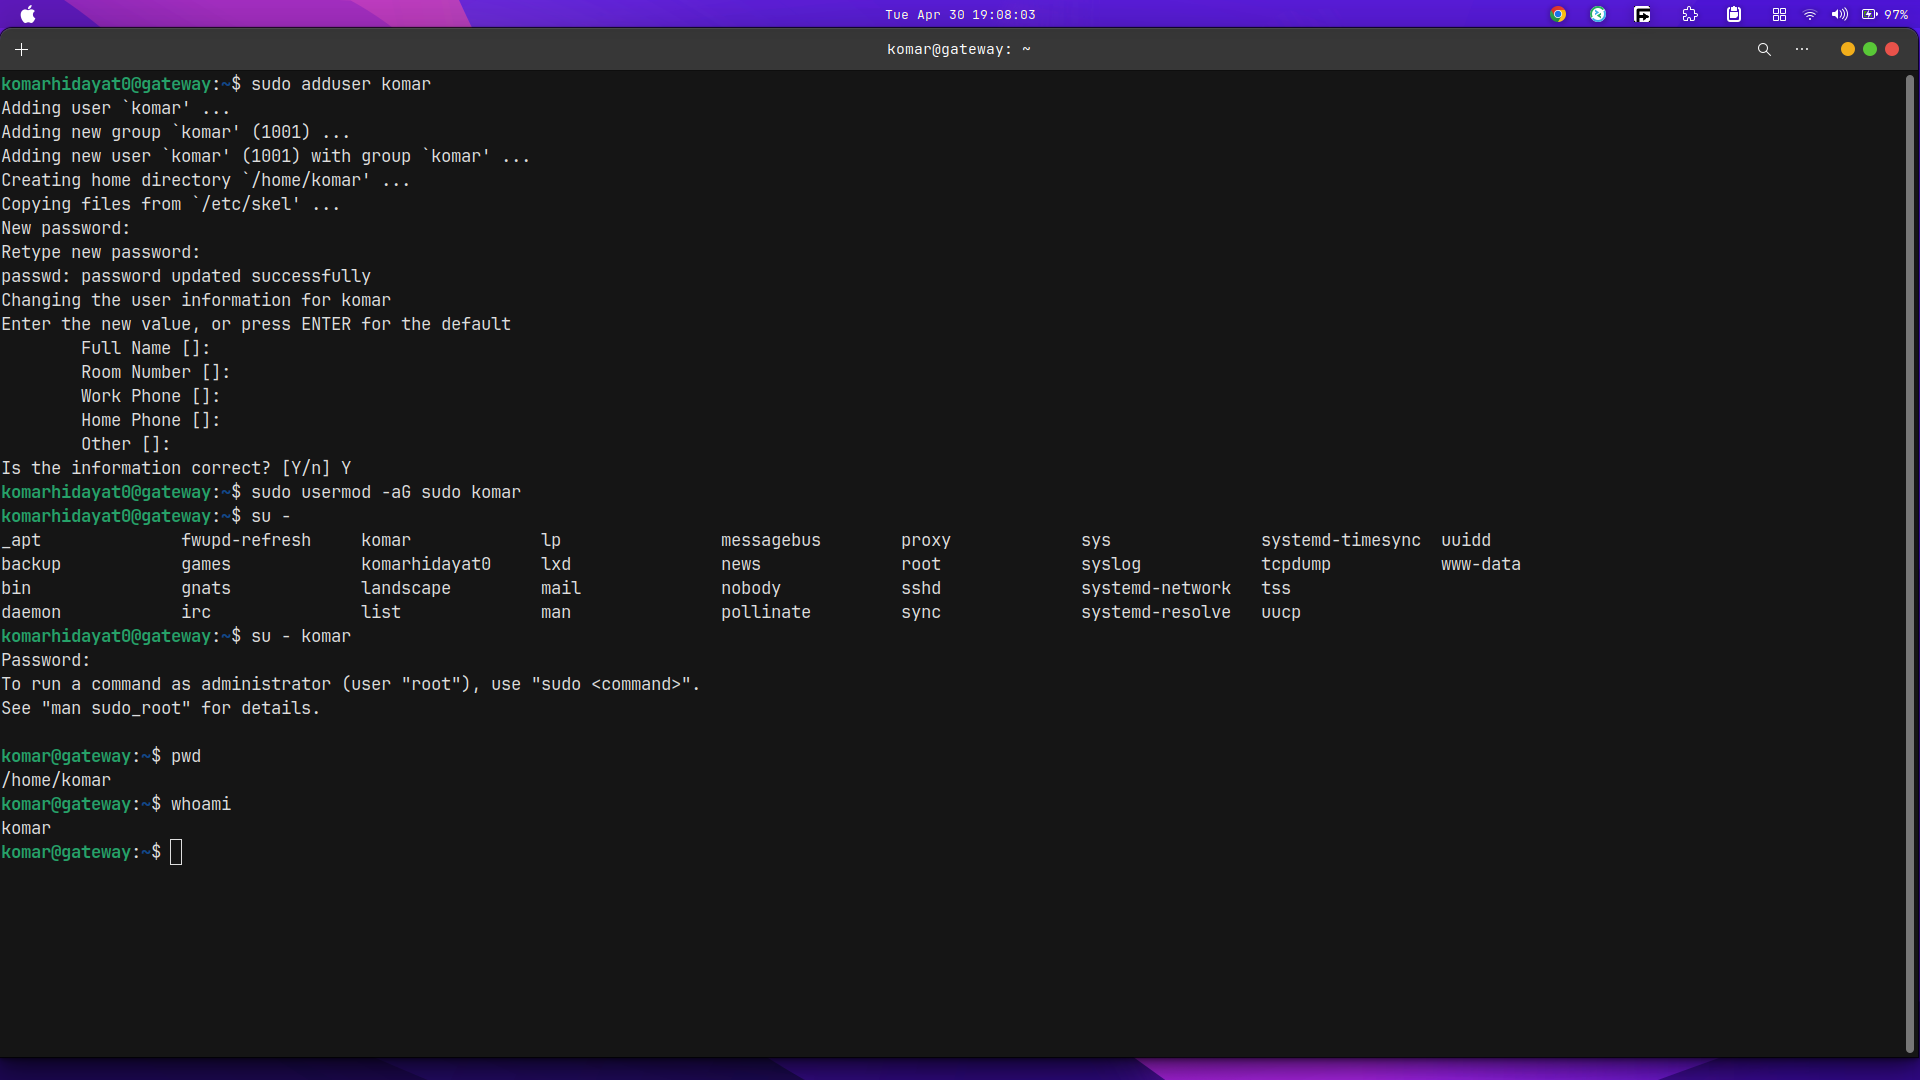 Tue Apr 30 19:08:03
97%
komar@gateway: ~
komarhidayat0@gateway:~$ sudo adduser komar
Adding user `komar' ...
Adding new group `komar' (1001) ...
Adding new user `komar' (1001) with group `komar' ...
Creating home directory `/home/komar' ...
Copying files from `/etc/skel' ...
New password:
Retype new password:
passwd: password updated successfully
Changing the user information for komar
Enter the new value, or press ENTER for the default
        Full Name []:
        Room Number []:
        Work Phone []:
        Home Phone []:
        Other []:
Is the information correct? [Y/n] Y
komarhidayat0@gateway:~$ sudo usermod -aG sudo komar
komarhidayat0@gateway:~$ su -
_apt              fwupd-refresh     komar             lp                messagebus        proxy             sys               systemd-timesync  uuidd
backup            games             komarhidayat0     lxd               news              root              syslog            tcpdump           www-data
bin               gnats             landscape         mail              nobody            sshd              systemd-network   tss
daemon            irc               list              man               pollinate         sync              systemd-resolve   uucp
komarhidayat0@gateway:~$ su - komar
Password:
To run a command as administrator (user "root"), use "sudo <command>".
See "man sudo_root" for details.
komar@gateway:~$ pwd
/home/komar
komar@gateway:~$ whoami
komar
komar@gateway:~$